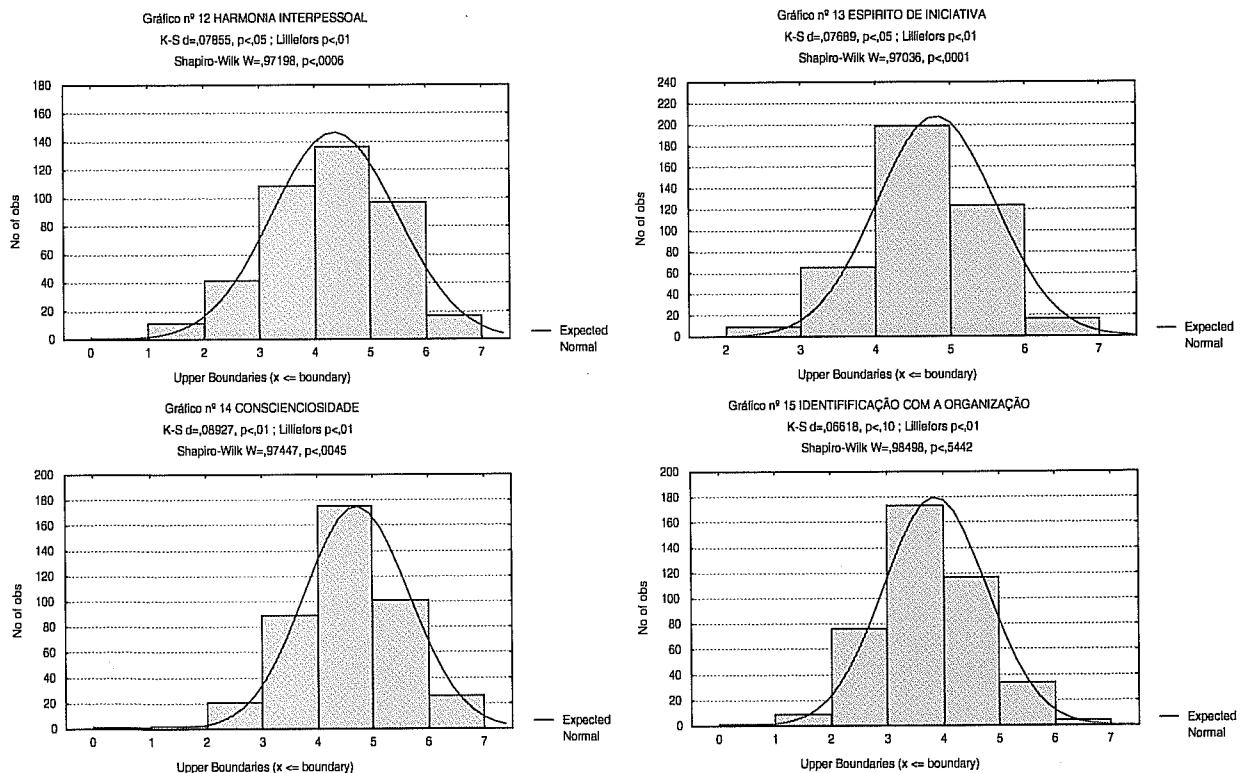 Gráfico nº 12 HARMONIA INTERPESSOAL
K-S d=,07855, p<,05 ; Lilliefors p<,01
Shapiro-Wilk W=,97198, p<,0006
180
160
140
120
100
80
60
40
20
0
No of obs
0 1 2 3 4 5 6 7
Upper Boundaries (x <= boundary)
Expected
Normal
Gráfico nº 13 ESPIRITO DE INICIATIVA
K-S d=,07689, p<,05 ; Lilliefors p<,01
Shapiro-Wilk W=,97036, p<,0001
240
220
200
180
160
140
120
100
80
60
40
20
0
No of obs
2 3 4 5 6 7
Upper Boundaries (x <= boundary)
Expected
Normal
Gráfico nº 14 CONSCIENCIOSIDADE
K-S d=,08927, p<,01 ; Lilliefors p<,01
Shapiro-Wilk W=,97447, p<,0045
200
180
160
140
120
100
80
60
40
20
0
No of obs
0 1 2 3 4 5 6 7
Upper Boundaries (x <= boundary)
Expected
Normal
Gráfico nº 15 IDENTIFIFICAÇÃO COM A ORGANIZAÇÃO
K-S d=,06618, p<,10 ; Lilliefors p<,01
Shapiro-Wilk W=,98498, p<,5442
200
180
160
140
120
100
80
60
40
20
0
No of obs
0 1 2 3 4 5 6 7
Upper Boundaries (x <= boundary)
Expected
Normal